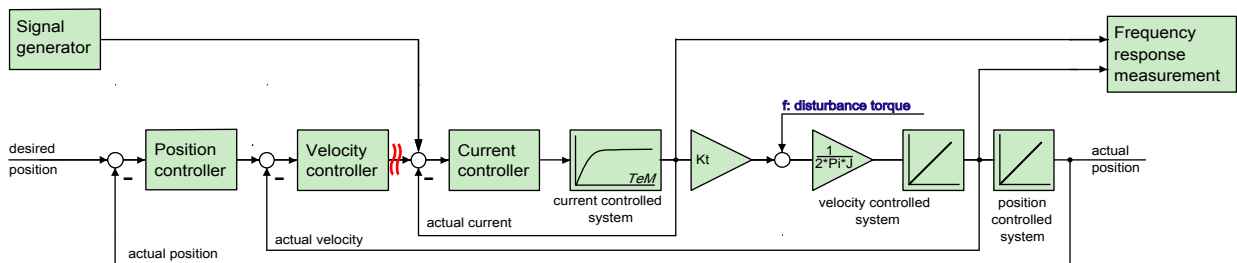 Signal
generator
Frequency
response
measurement
f: disturbance torque
desired
position
Position
controller
Velocity
controller
Current
controller
TeM
current controlled
system
Kt
1
2*Pi*J
velocity controlled
system
position
controlled
system
actual
position
actual current
actual velocity
actual position